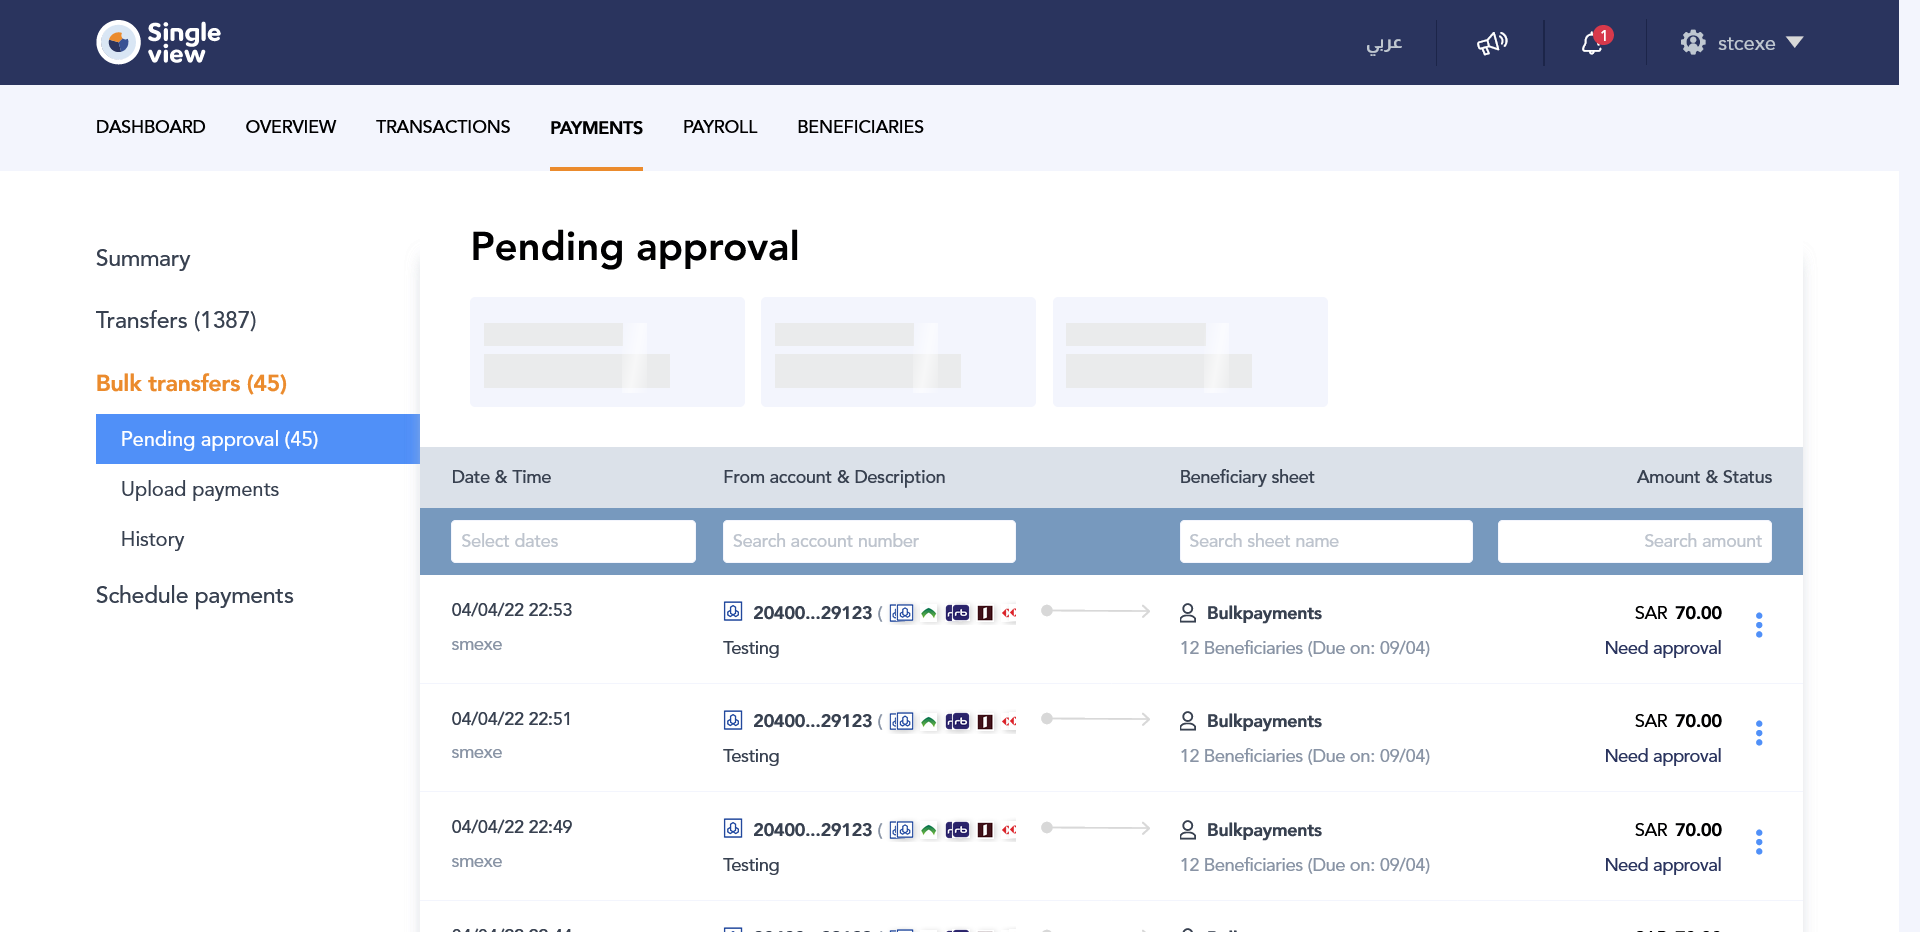 Single
view
عربي
1
stcexe
DASHBOARD OVERVIEW TRANSACTIONS PAYMENTS PAYROLL BENEFICIARIES
Summary
Transfers (1387)
Bulk transfers (45)
Pending approval (45)
Upload payments
History
Schedule payments
Pending approval
Date & Time From account & Description Beneficiary sheet Amount & Status
Select dates Search account number Search sheet name Search amount
04/04/22 22:53 20400...29123 ( Bulkpayments SAR 70.00
smexe Testing 12 Beneficiaries (Due on: 09/04) Need approval
04/04/22 22:51 20400...29123 ( Bulkpayments SAR 70.00
smexe Testing 12 Beneficiaries (Due on: 09/04) Need approval
04/04/22 22:49 20400...29123 ( Bulkpayments SAR 70.00
smexe Testing 12 Beneficiaries (Due on: 09/04) Need approval